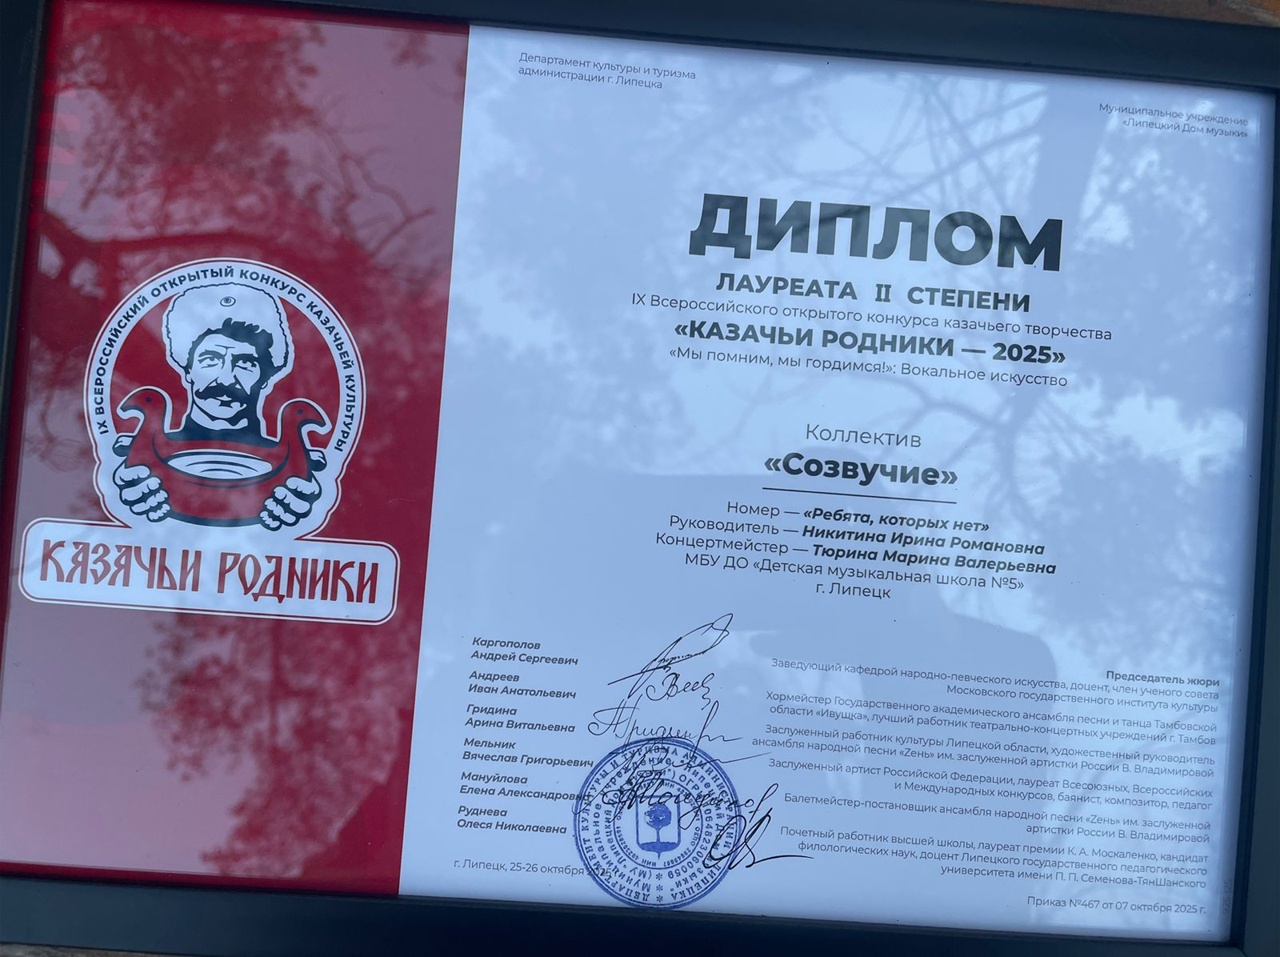 Департамент культуры и туризма
администрации г. Липецка
Муниципальное учреждение
«Липецкий Дом музыки»
IX ВСЕРОССИЙСКИЙ ОТКРЫТЫЙ КОНКУРС КАЗАЧЬЕЙ КУЛЬТУРЫ
КАЗАЧЬИ РОДНИКИ
ДИПЛОМ
ЛАУРЕАТА II СТЕПЕНИ
IX Всероссийского открытого конкурса казачьего творчества
«КАЗАЧЬИ РОДНИКИ — 2025»
«Мы помним, мы гордимся!»: Вокальное искусство
Коллектив
«Созвучие»
Номер — «Ребята, которых нет»
Руководитель — Никитина Ирина Романовна
Концертмейстер — Тюрина Марина Валерьевна
МБУ ДО «Детская музыкальная школа №5»
г. Липецк
Каргополов
Андрей Сергеевич
Председатель жюри
Заведующий кафедрой народно-певческого искусства, доцент, член ученого совета
Московского государственного института культуры
Андреев
Иван Анатольевич
Хормейстер Государственного академического ансамбля песни и танца Тамбовской
области «Ивушка», лучший работник театрально-концертных учреждений г. Тамбов
Гридина
Арина Витальевна
Заслуженный работник культуры Липецкой области, художественный руководитель
ансамбля народной песни «Zень» им. заслуженной артистки России В. Владимировой
Мельник
Вячеслав Григорьевич
Заслуженный артист Российской Федерации, лауреат Всесоюзных, Всероссийских
и Международных конкурсов, баянист, композитор, педагог
Мануйлова
Елена Александровна
Балетмейстер-постановщик ансамбля народной песни «Zень» им. заслуженной
артистки России В. Владимировой
Руднева
Олеся Николаевна
Почетный работник высшей школы, лауреат премии К. А. Москаленко, кандидат
филологических наук, доцент Липецкого государственного педагогического
университета имени П. П. Семенова-ТянШанского
г. Липецк, 25-26 октября
Приказ №467 от 07 октября 2025 г.